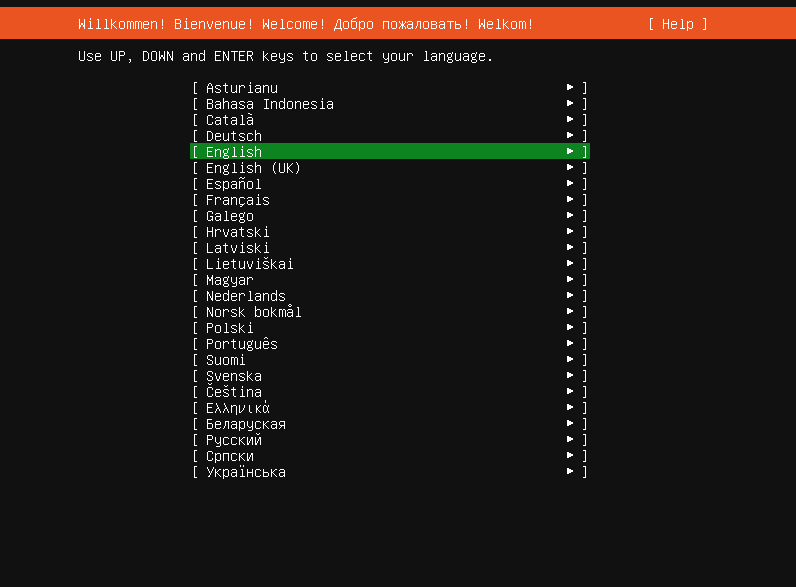 Willkommen! Bienvenue! Welcome! Добро пожаловать! Welkom! [ Help ]
Use UP, DOWN and ENTER keys to select your language.
[ Asturianu ▸ ]
[ Bahasa Indonesia ▸ ]
[ Català ▸ ]
[ Deutsch ▸ ]
[ English ▸ ]
[ English (UK) ▸ ]
[ Español ▸ ]
[ Français ▸ ]
[ Galego ▸ ]
[ Hrvatski ▸ ]
[ Latviski ▸ ]
[ Lietuviškai ▸ ]
[ Magyar ▸ ]
[ Nederlands ▸ ]
[ Norsk bokmål ▸ ]
[ Polski ▸ ]
[ Português ▸ ]
[ Suomi ▸ ]
[ Svenska ▸ ]
[ Čeština ▸ ]
[ Ελληνικά ▸ ]
[ Беларуская ▸ ]
[ Русский ▸ ]
[ Српски ▸ ]
[ Українська ▸ ]